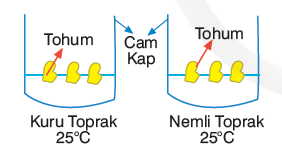 Tohum
Cam
Kap
Tohum
Kuru Toprak
25°C
Nemli Toprak
25°C